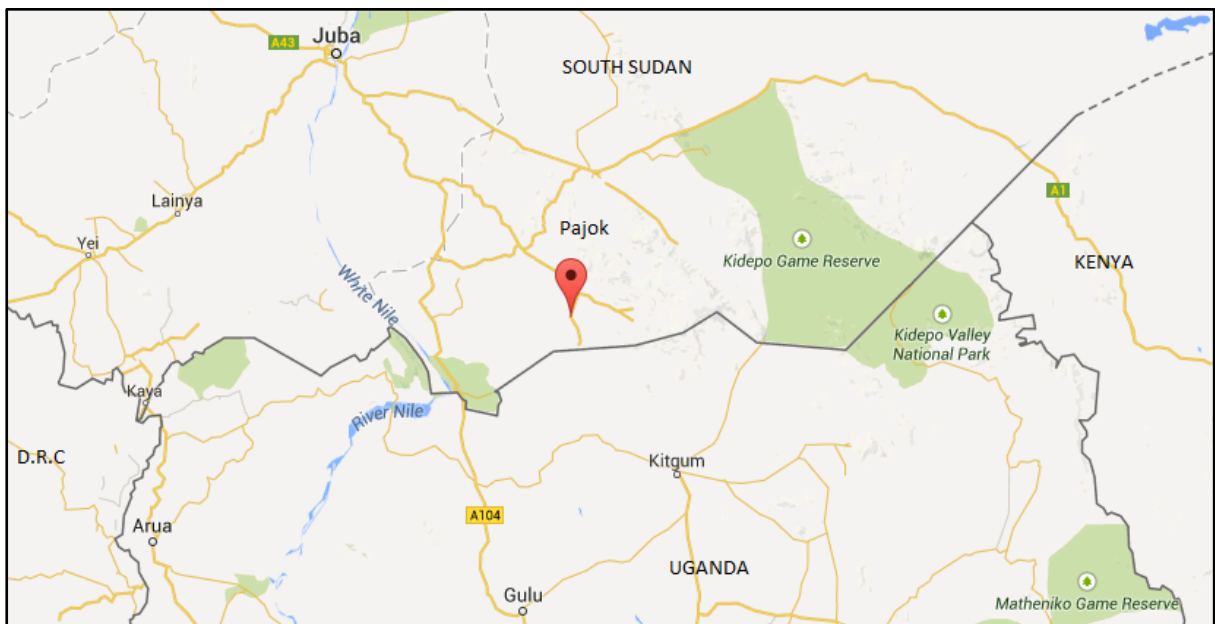 A43
Juba
SOUTH SUDAN
A1
Lainya
Pajok
Yei
Kidepo Game Reserve
KENYA
White Nile
Kidepo Valley
National Park
Kaya
River Nile
D.R.C
Kitgum
A104
Arua
UGANDA
Gulu
Matheniko Game Reserve